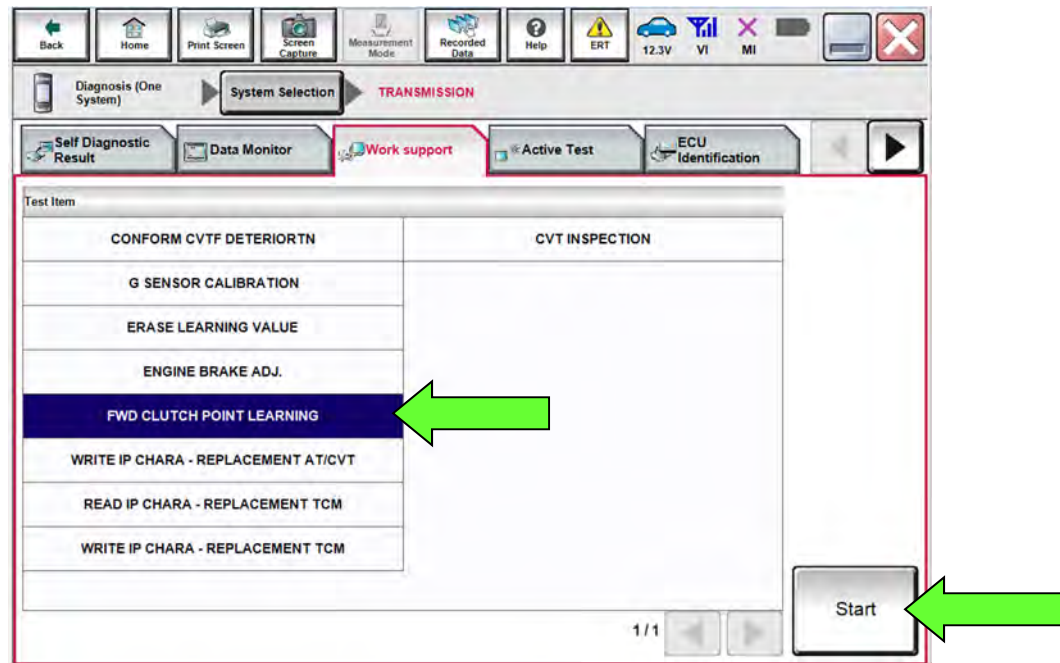 Back
Home
Print Screen
Screen
Capture
Measurement
Mode
Recorded
Data
Help
ERT
12.3V
VI
MI
Diagnosis (One
System)
System Selection
TRANSMISSION
Self Diagnostic
Result
Data Monitor
Work support
Active Test
ECU
Identification
Test Item
CONFORM CVTF DETERIORTN
CVT INSPECTION
G SENSOR CALIBRATION
ERASE LEARNING VALUE
ENGINE BRAKE ADJ.
FWD CLUTCH POINT LEARNING
WRITE IP CHARA - REPLACEMENT AT/CVT
READ IP CHARA - REPLACEMENT TCM
WRITE IP CHARA - REPLACEMENT TCM
Start
1/1